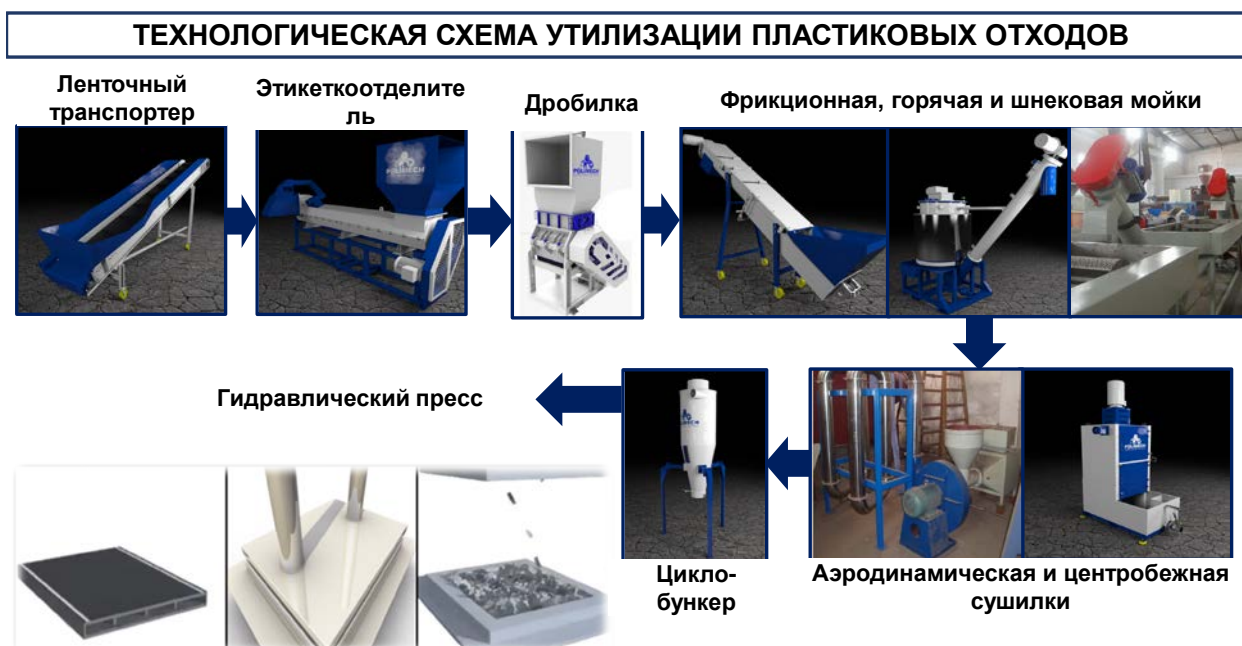 ТЕХНОЛОГИЧЕСКАЯ СХЕМА УТИЛИЗАЦИИ ПЛАСТИКОВЫХ ОТХОДОВ
Ленточный
транспортер
Этикеткоотделите
ль
Дробилка
Фрикционная, горячая и шнековая мойки
POLIMECH
Гидравлический пресс
Цикло-
бункер
Аэродинамическая и центробежная
сушилки